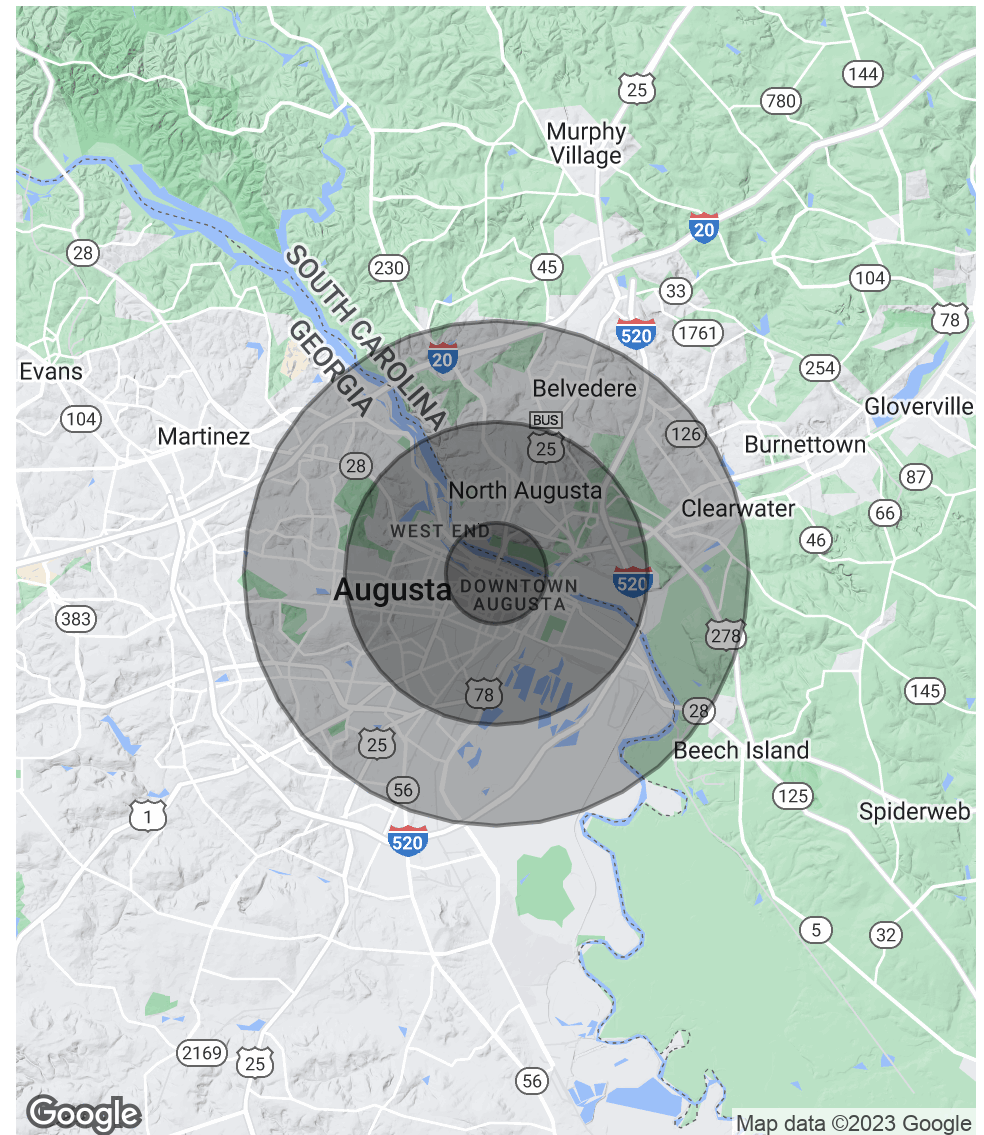 25
144
780
Murphy
Village
20
28
SOUTH CAROLINA
230
45
104
33
78
GEORGIA
520
1761
20
254
Evans
Belvedere
Gloverville
104
BUS
25
Martinez
126
Burnettown
28
87
North Augusta
Clearwater
66
WEST END
46
Augusta
DOWNTOWN
AUGUSTA
520
383
278
78
145
28
25
Beech Island
56
125
1
Spiderweb
520
5
32
2169
25
56
Google
Map data ©2023 Google